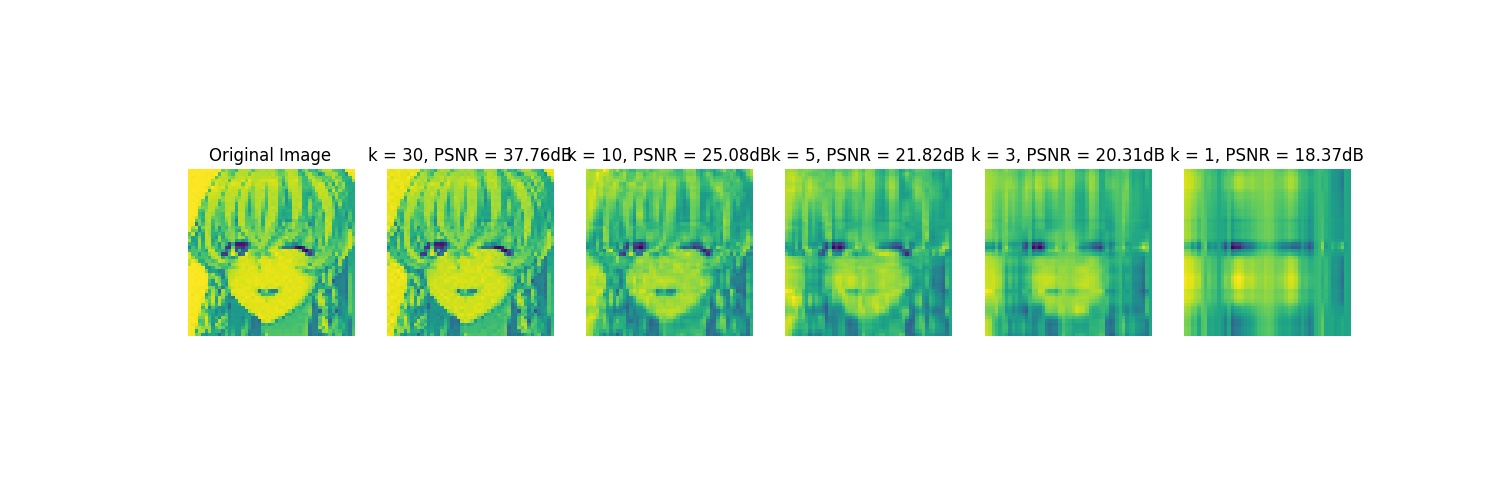 Original Image
k = 30, PSNR = 37.76dB
k = 10, PSNR = 25.08dB
k = 5, PSNR = 21.82dB
k = 3, PSNR = 20.31dB
k = 1, PSNR = 18.37dB